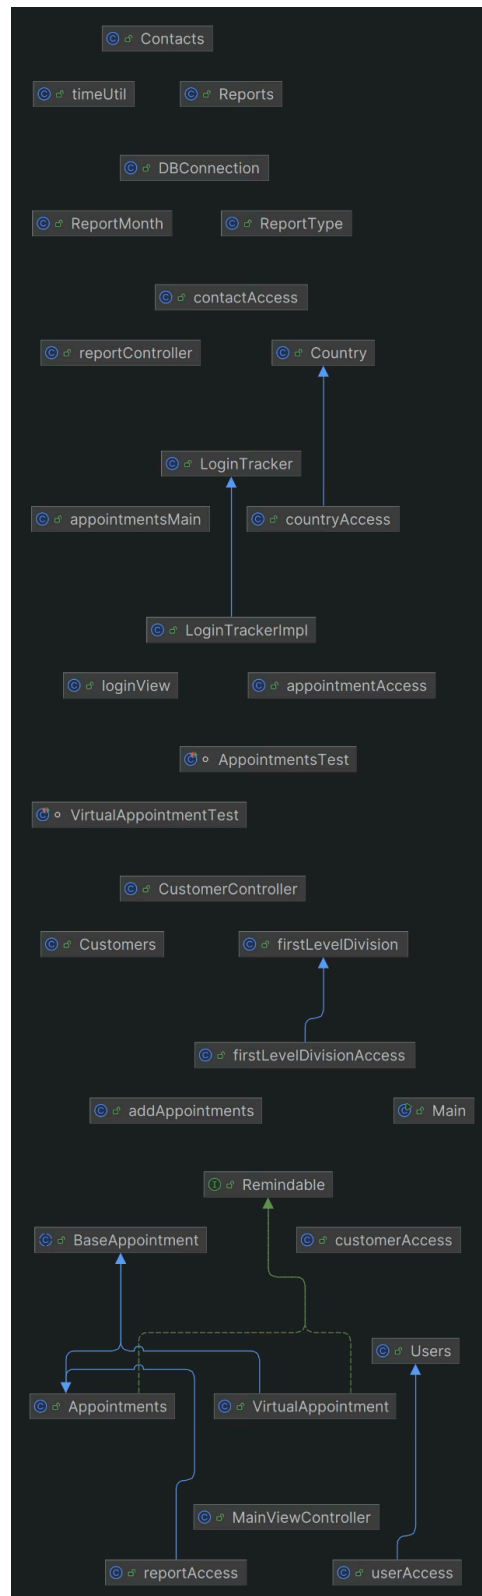 Contacts
timeUtil
Reports
DBConnection
ReportMonth
ReportType
contactAccess
reportController
Country
LoginTracker
appointmentsMain
countryAccess
LoginTrackerImpl
loginView
appointmentAccess
AppointmentsTest
VirtualAppointmentTest
CustomerController
Customers
firstLevelDivision
firstLevelDivisionAccess
addAppointments
Main
Remindable
BaseAppointment
customerAccess
Users
Appointments
VirtualAppointment
MainViewController
reportAccess
userAccess